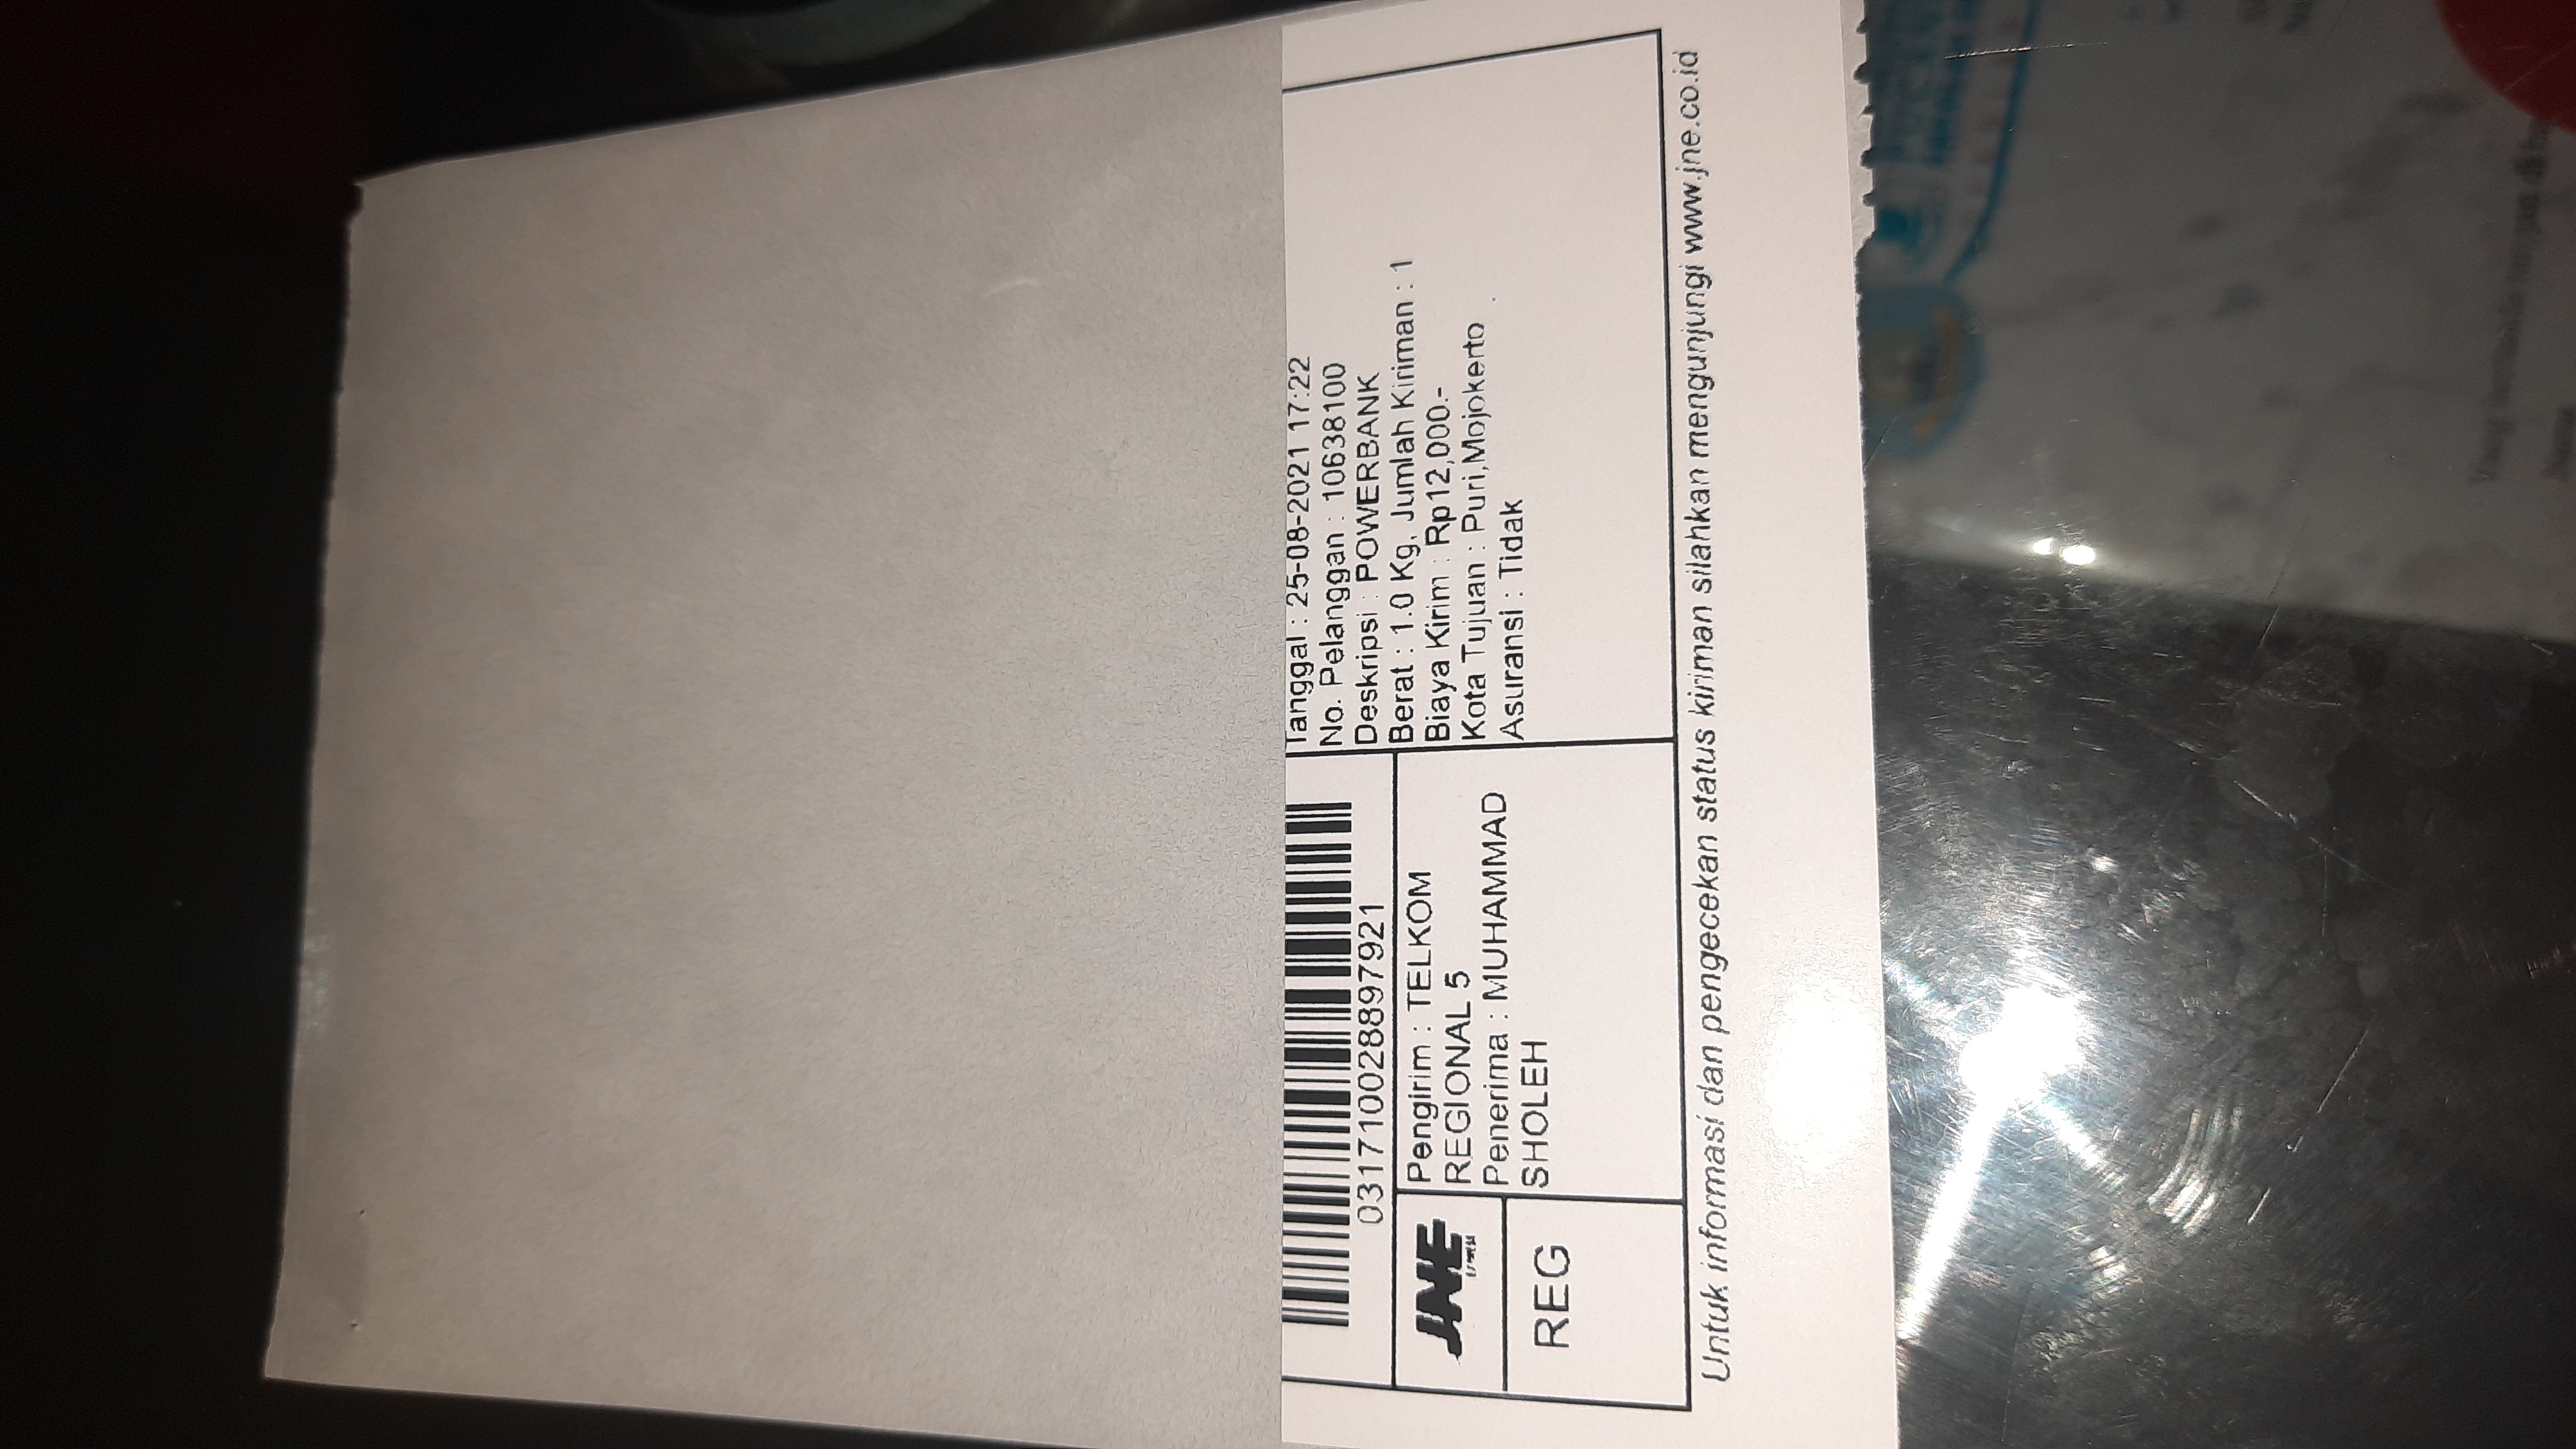 031710028897921
JNE
REG
Pengirim : TELKOM
REGIONAL 5
Penerima : MUHAMMAD
SHOLEH
Tanggal : 25-08-2021 17:22
No. Pelanggan : 10638100
Deskripsi : POWERBANK
Berat : 1.0 Kg, Jumlah Kiriman : 1
Biaya Kirim : Rp12,000.-
Kota Tujuan : Puri,Mojokerto
Asuransi : Tidak
Untuk informasi dan pengecekan status kiriman silahkan mengunjungi www.jne.co.id